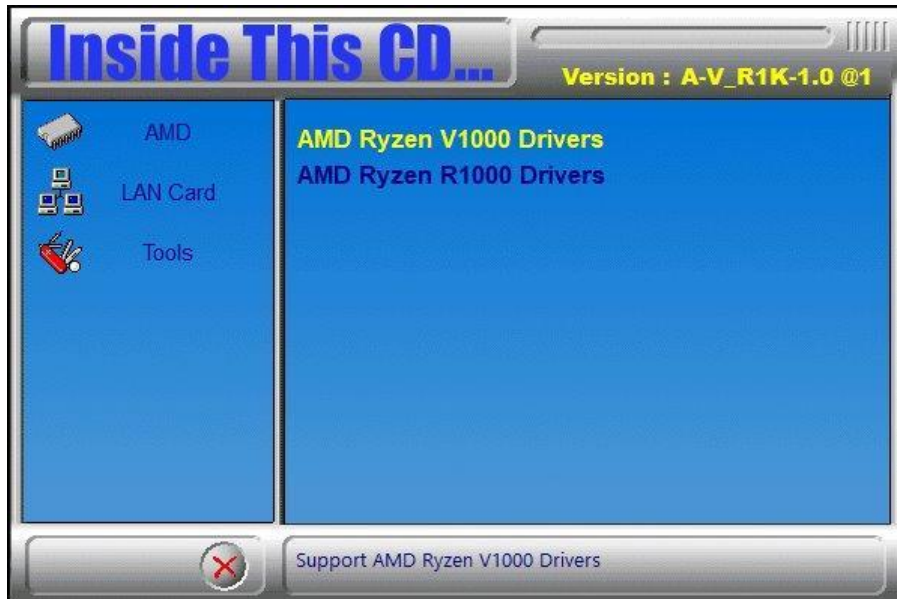 Inside This CD...
Version : A-V_R1K-1.0 @1
AMD
LAN Card
Tools
AMD Ryzen V1000 Drivers
AMD Ryzen R1000 Drivers
Support AMD Ryzen V1000 Drivers